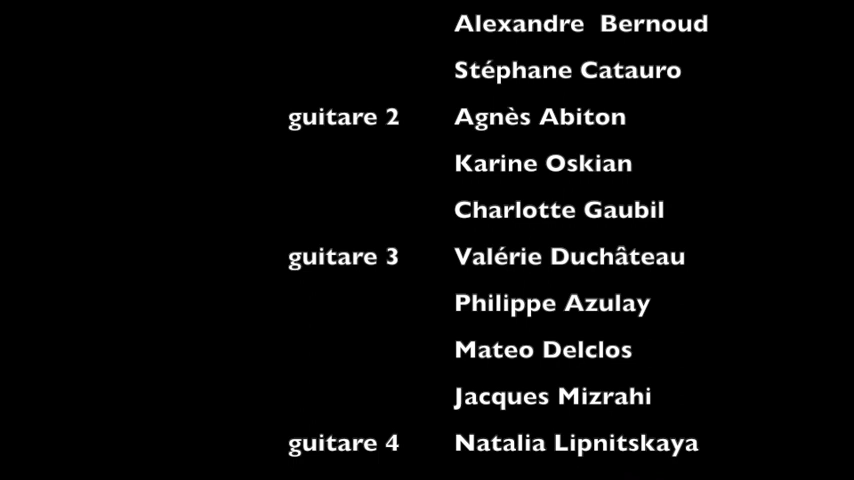 Alexandre  Bernoud
Stéphane Catauro
guitare 2 Agnès Abiton
Karine Oskian
Charlotte Gaubil
guitare 3 Valérie Duchâteau
Philippe Azulay
Mateo Delclos
Jacques Mizrahi
guitare 4 Natalia Lipnitskaya